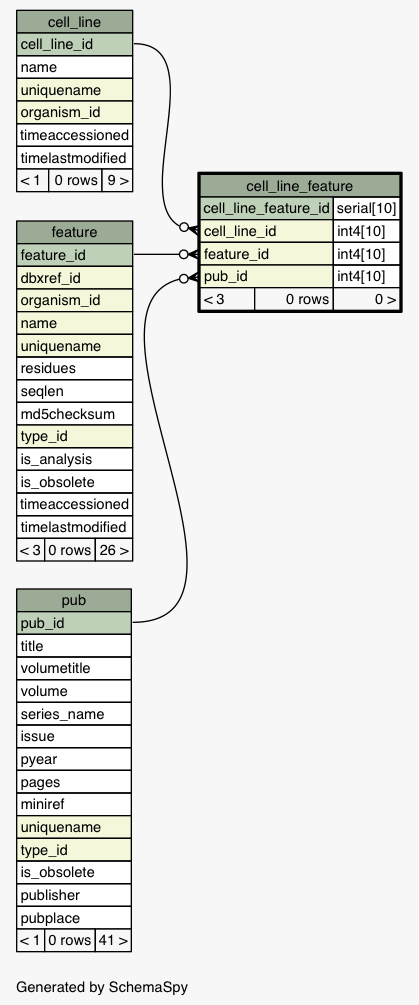 cell_line
cell_line_id
name
uniquename
organism_id
timeaccessioned
timelastmodified
< 1 0 rows 9 >
cell_line_feature
cell_line_feature_id serial[10]
cell_line_id int4[10]
feature_id int4[10]
pub_id int4[10]
< 3 0 rows 0 >
feature
feature_id
dbxref_id
organism_id
name
uniquename
residues
seqlen
md5checksum
type_id
is_analysis
is_obsolete
timeaccessioned
timelastmodified
< 3 0 rows 26 >
pub
pub_id
title
volumetitle
volume
series_name
issue
pyear
pages
miniref
uniquename
type_id
is_obsolete
publisher
pubplace
< 1 0 rows 41 >
Generated by SchemaSpy